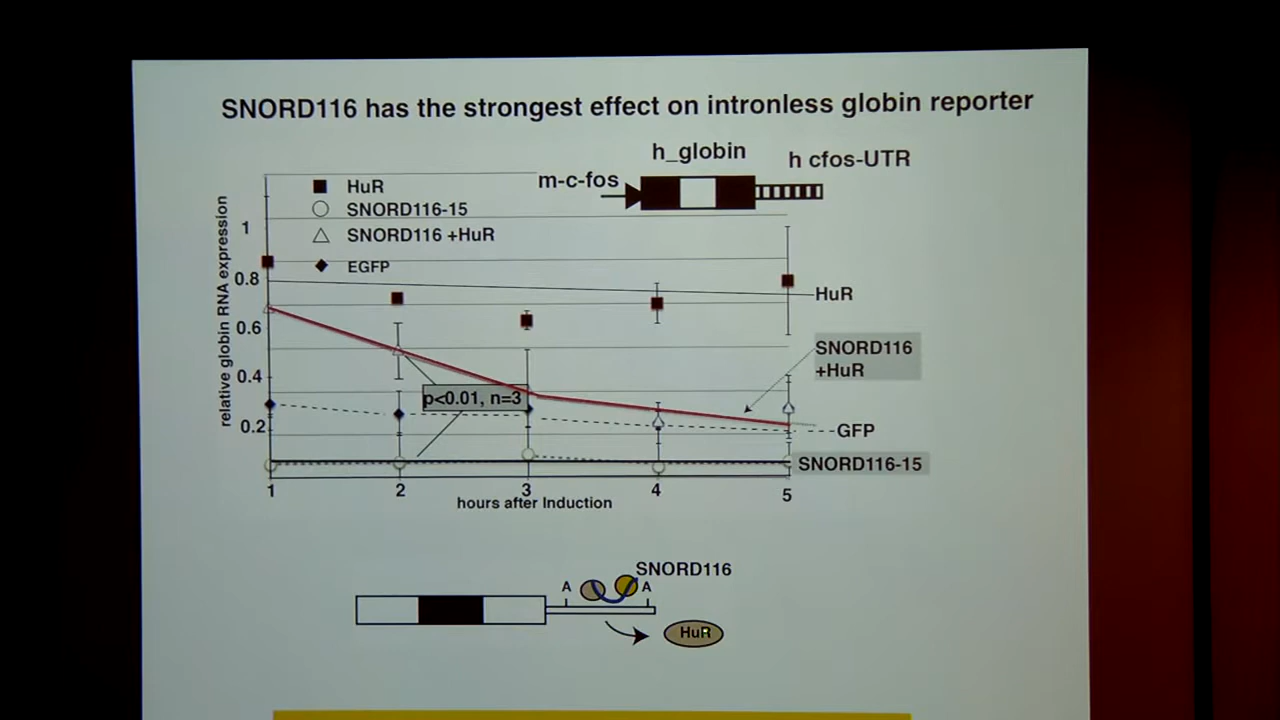 SNORD116 has the strongest effect on intronless globin reporter
h_globin
h cfos-UTR
m-c-fos
HuR
SNORD116-15
SNORD116 +HuR
EGFP
relative globin RNA expression
1
0.8
0.6
0.4
0.2
HuR
SNORD116
+HuR
p<0.01, n=3
GFP
SNORD116-15
1 2 3 4 5
hours after Induction
SNORD116
A A
HuR